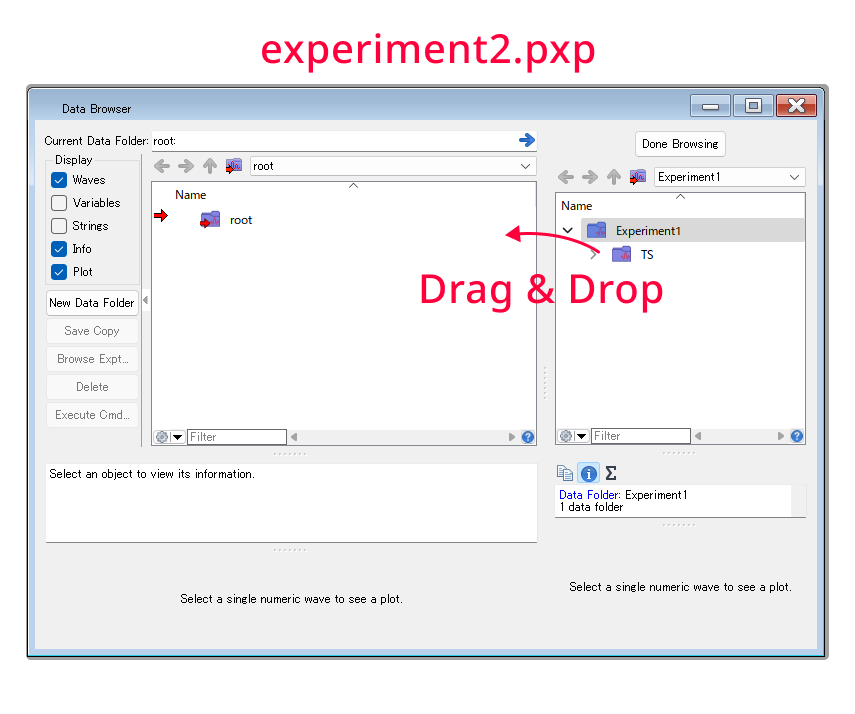 experiment2.pxp
Data Browser
Current Data Folder: root:
Display
Waves
Variables
Strings
Info
Plot
New Data Folder
Save Copy
Browse Expt...
Delete
Execute Cmd...
root
Name
root
Filter
Select an object to view its information.
Select a single numeric wave to see a plot.
Drag & Drop
Done Browsing
Experiment1
Name
Experiment1
TS
Filter
Data Folder: Experiment1
1 data folder
Select a single numeric wave to see a plot.